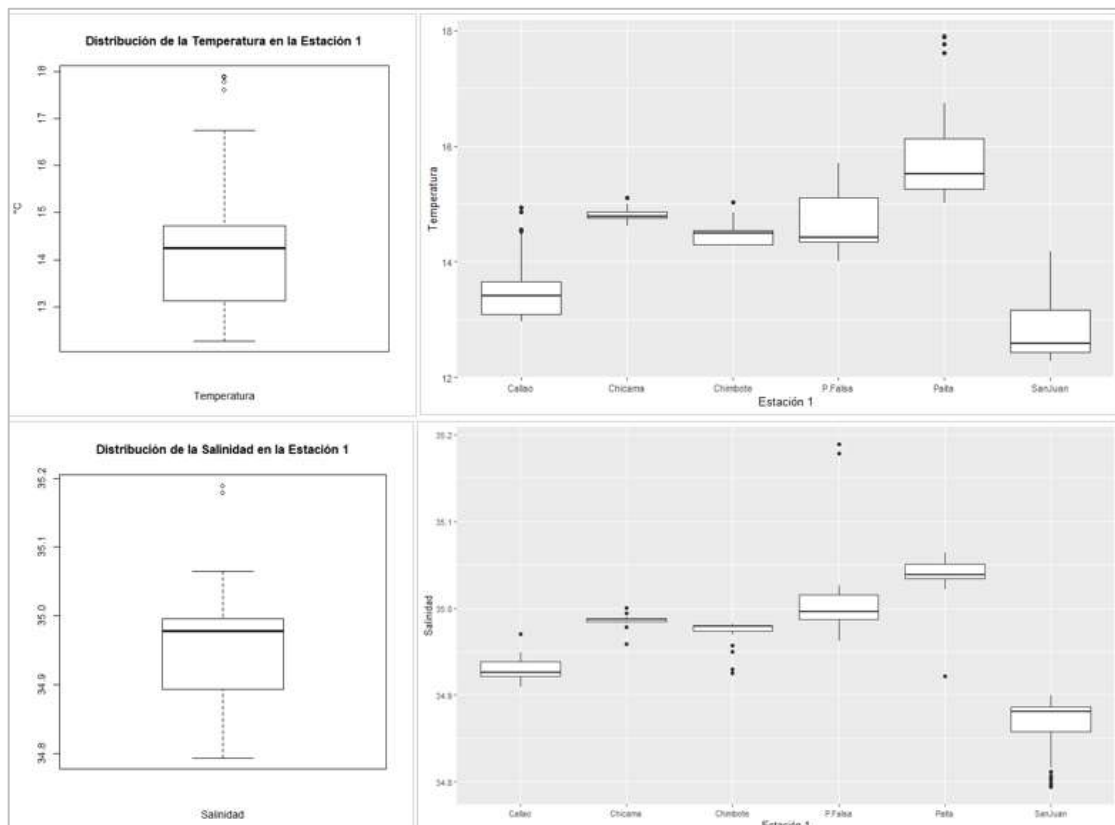 Distribución de la Temperatura en la Estación 1
18
17
16
15
14
13
°C
Temperatura
18
16
14
12
Temperatura
Callao Chicama Chimbote P.Falsa Paita SanJuan
Estación 1
Distribución de la Salinidad en la Estación 1
35.2
35.1
35.0
34.9
34.8
Salinidad
35.2
35.1
35.0
34.9
34.8
Salinidad
Callao Chicama Chimbote P.Falsa Paita SanJuan
Estación 1